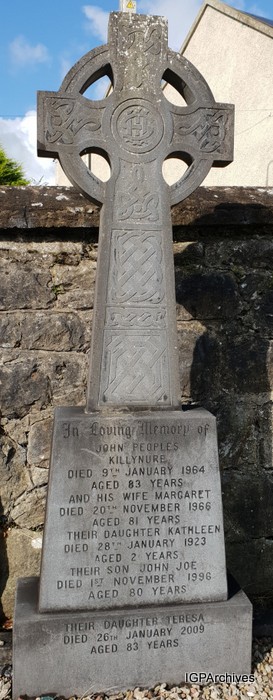 IHS
In Loving Memory of
JOHN PEOPLES
KILLYNURE
DIED 9TH JANUARY 1964
AGED 83 YEARS
AND HIS WIFE MARGARET
DIED 20TH NOVEMBER 1966
AGED 81 YEARS
THEIR DAUGHTER KATHLEEN
DIED 28TH JANUARY 1923
AGED 2 YEARS.
THEIR SON JOHN JOE
DIED 1ST NOVEMBER 1996
AGED 80 YEARS
THEIR DAUGHTER TERESA
DIED 26TH JANUARY 2009
AGED 83 YEARS.
IGPArchives